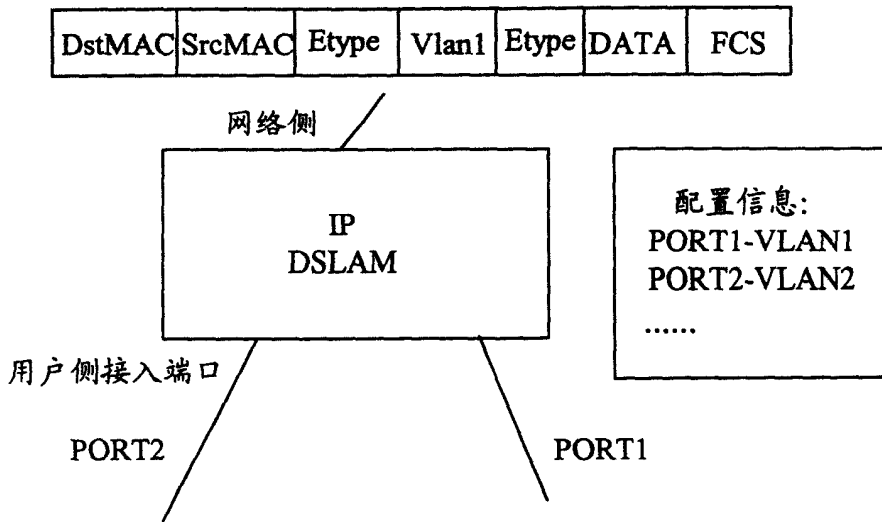 DstMAC SrcMAC Etype Vlan1 Etype DATA FCS
网络侧
IP
DSLAM
配置信息:
PORT1-VLAN1
PORT2-VLAN2
......
用户侧接入端口
PORT2
PORT1